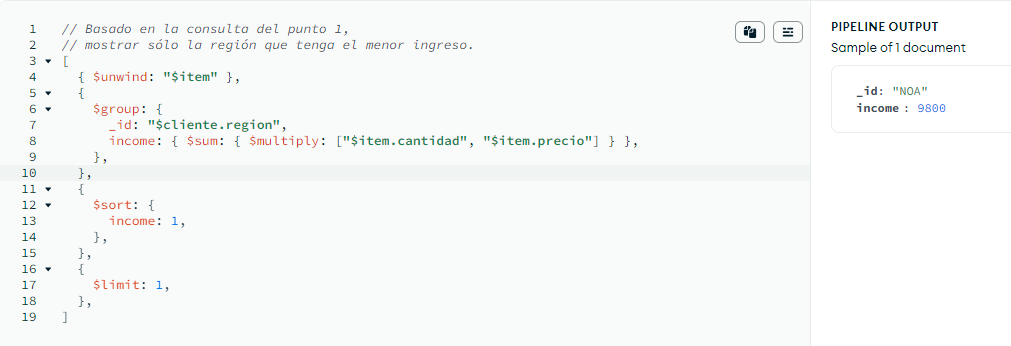 1 // Basado en la consulta del punto 1,
2 // mostrar sólo la región que tenga el menor ingreso.
3 [
4 { $unwind: "$item" },
5 {
6 $group: {
7 _id: "$cliente.region",
8 income: { $sum: { $multiply: ["$item.cantidad", "$item.precio"] } },
9 },
10 },
11 {
12 $sort: {
13 income: 1,
14 },
15 },
16 {
17 $limit: 1,
18 },
19 ]
PIPELINE OUTPUT
Sample of 1 document
_id: "NOA"
income : 9800